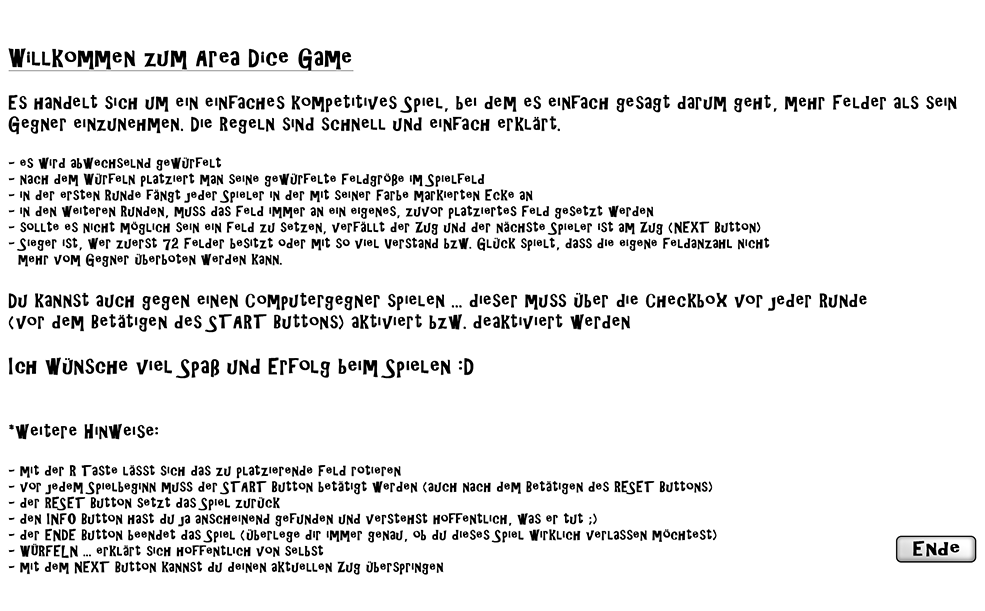 Willkommen zum Area Dice Game
Es handelt sich um ein einfaches kompetitives Spiel, bei dem es einfach gesagt darum geht, mehr Felder als sein
Gegner einzunehmen. Die Regeln sind schnell und einfach erklärt.
- es wird abwechselnd gewürfelt
- nach dem Würfeln platziert man seine gewürfelte Feldgröße im Spielfeld
- in der ersten Runde fängt jeder Spieler in der mit seiner Farbe markierten Ecke an
- in den weiteren Runden, muss das Feld immer an ein eigenes, zuvor platziertes Feld gesetzt werden
- sollte es nicht möglich sein ein Feld zu setzen, verfällt der Zug und der nächste Spieler ist am Zug (NEXT Button)
- Sieger ist, wer zuerst 72 Felder besitzt oder mit so viel Verstand bzw. Glück spielt, dass die eigene Feldanzahl nicht
mehr vom Gegner überboten werden kann.
Du kannst auch gegen einen Computergegner spielen ... dieser muss über die Checkbox vor jeder Runde
(vor dem Betätigen des START Buttons) aktiviert bzw. deaktiviert werden
Ich wünsche viel Spaß und Erfolg beim Spielen :D
*Weitere Hinweise:
- mit der R Taste lässt sich das zu platzierende Feld rotieren
- vor jedem Spielbeginn muss der START Button betätigt werden (auch nach dem Betätigen des RESET Buttons)
- der RESET Button setzt das Spiel zurück
- den INFO Button hast du ja anscheinend gefunden und verstehst hoffentlich, was er tut ;)
- der ENDE Button beendet das Spiel (überlege dir immer genau, ob du dieses Spiel wirklich verlassen möchtest)
- WÜRFELN ... erklärt sich hoffentlich von selbst
- mit dem NEXT Button kannst du deinen aktuellen Zug überspringen
Ende